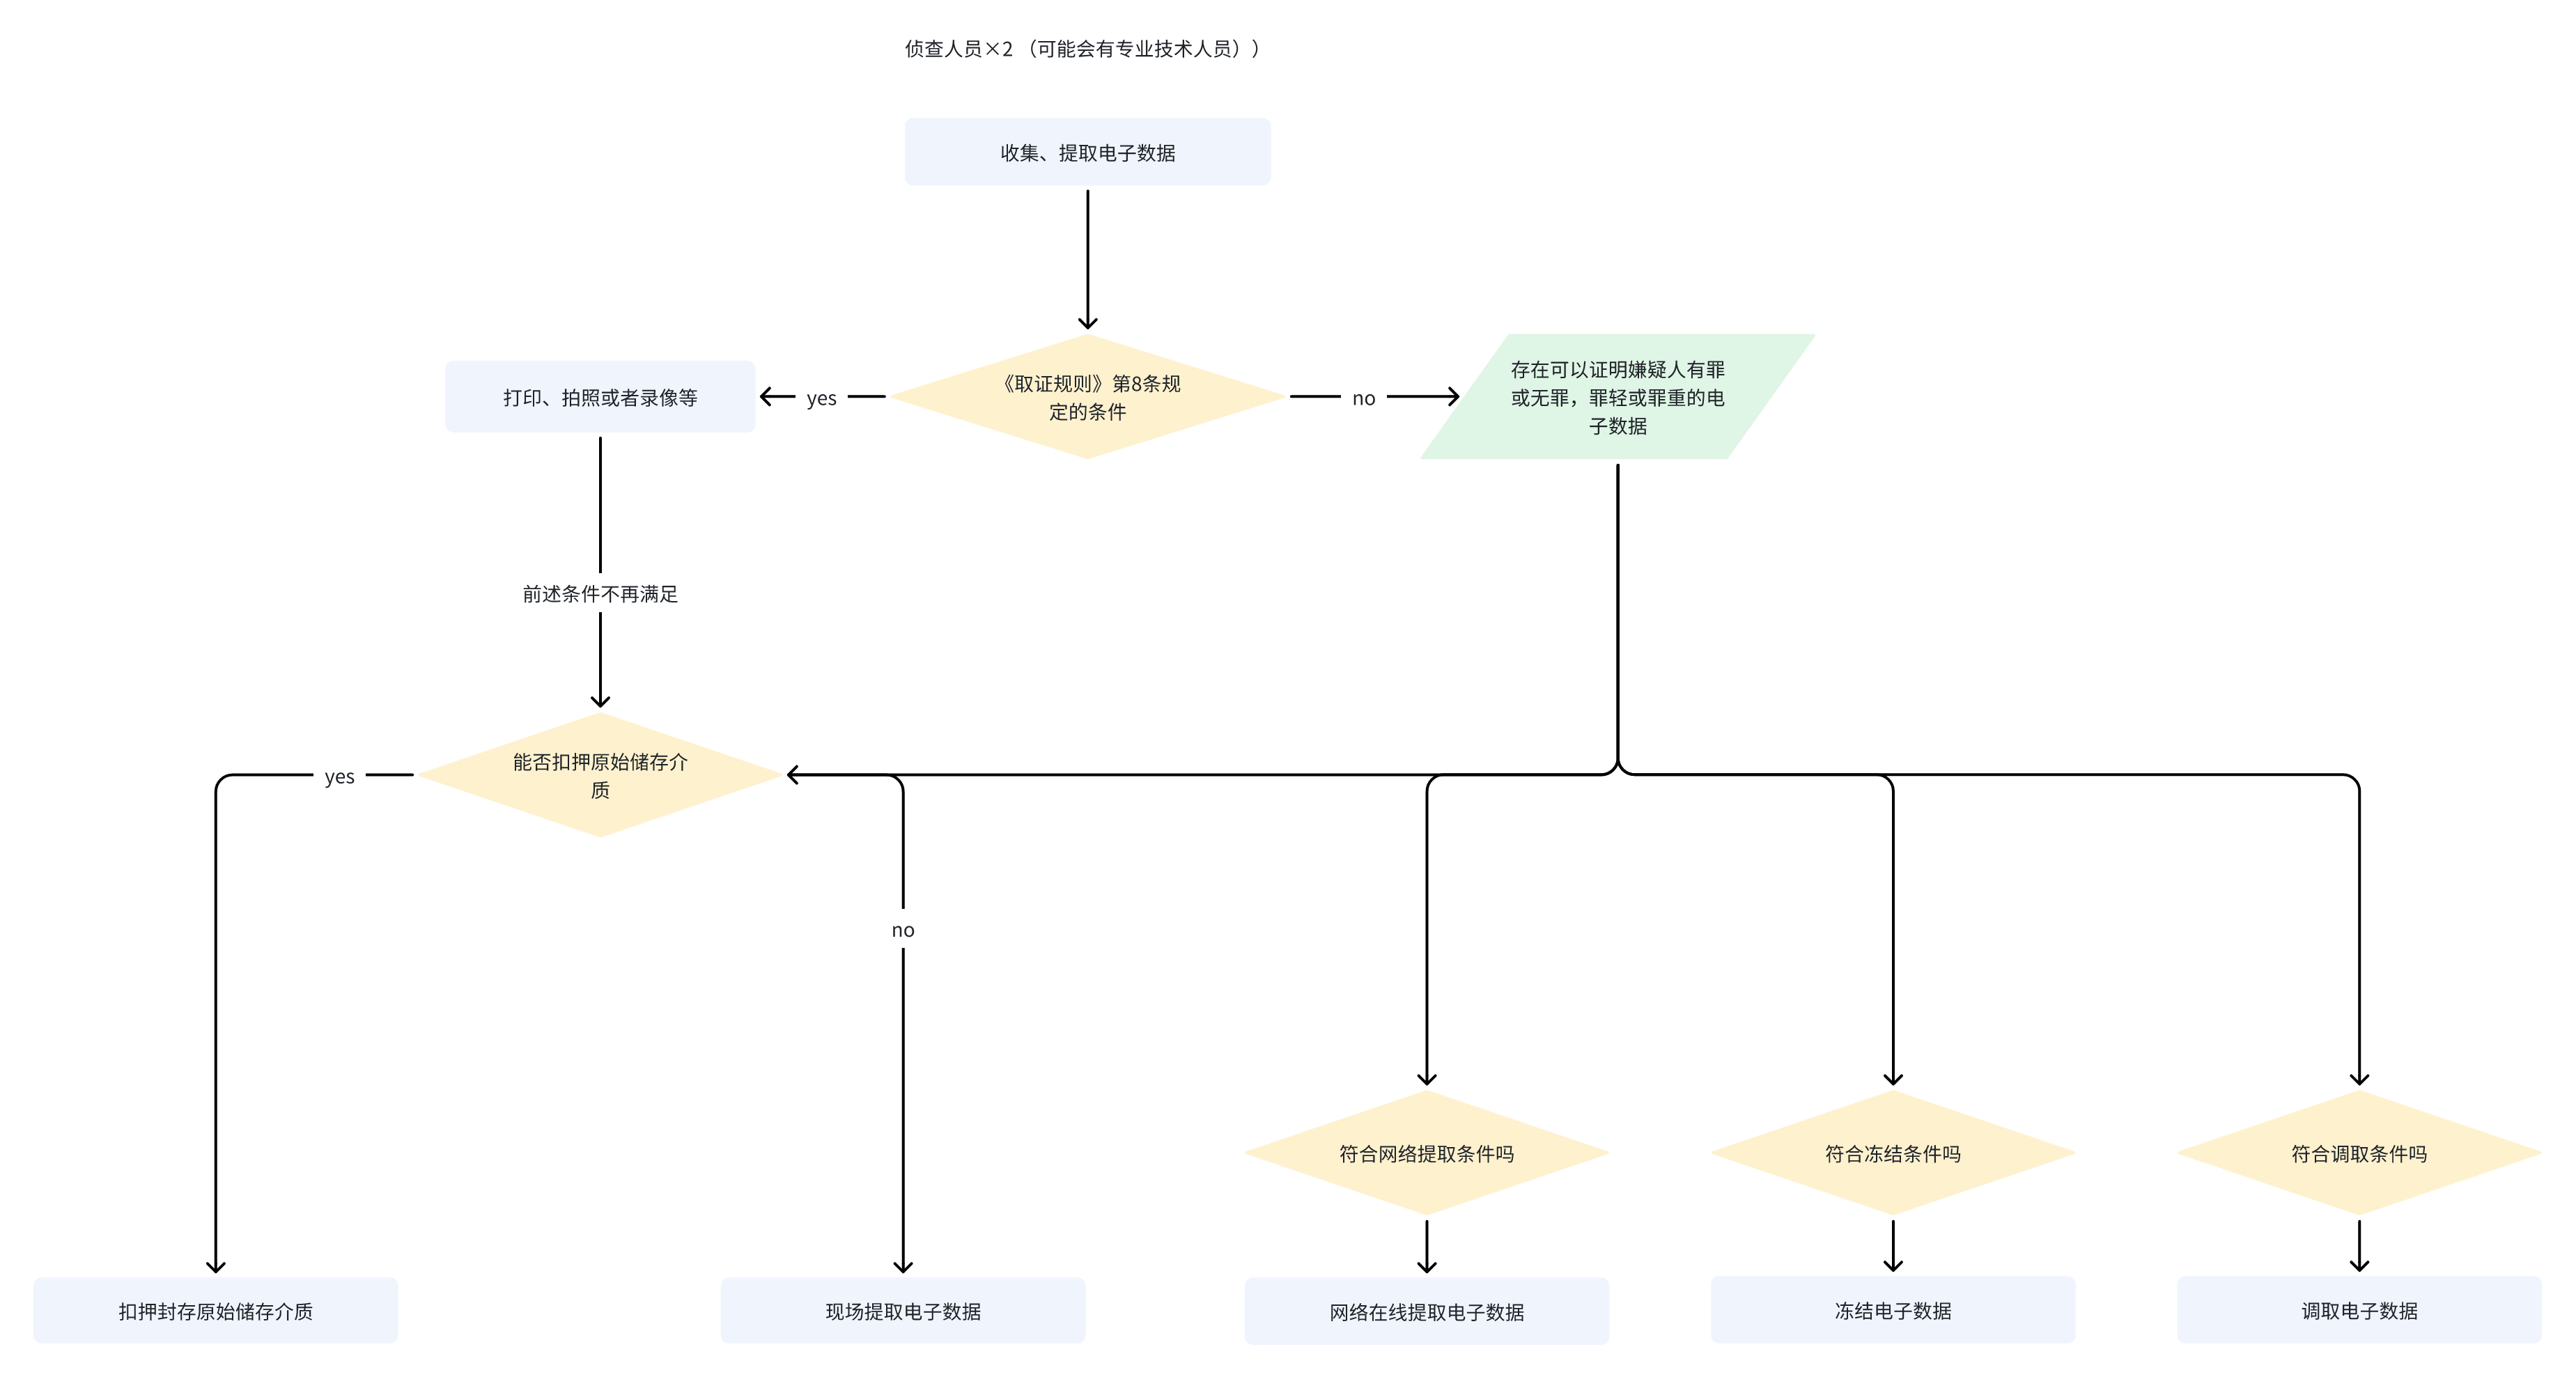 侦查人员×2 （可能会有专业技术人员））
收集、提取电子数据
打印、拍照或者录像等
yes
《取证规则》第8条规
定的条件
no
存在可以证明嫌疑人有罪
或无罪，罪轻或罪重的电
子数据
前述条件不再满足
yes
能否扣押原始储存介
质
no
符合网络提取条件吗
符合冻结条件吗
符合调取条件吗
扣押封存原始储存介质
现场提取电子数据
网络在线提取电子数据
冻结电子数据
调取电子数据